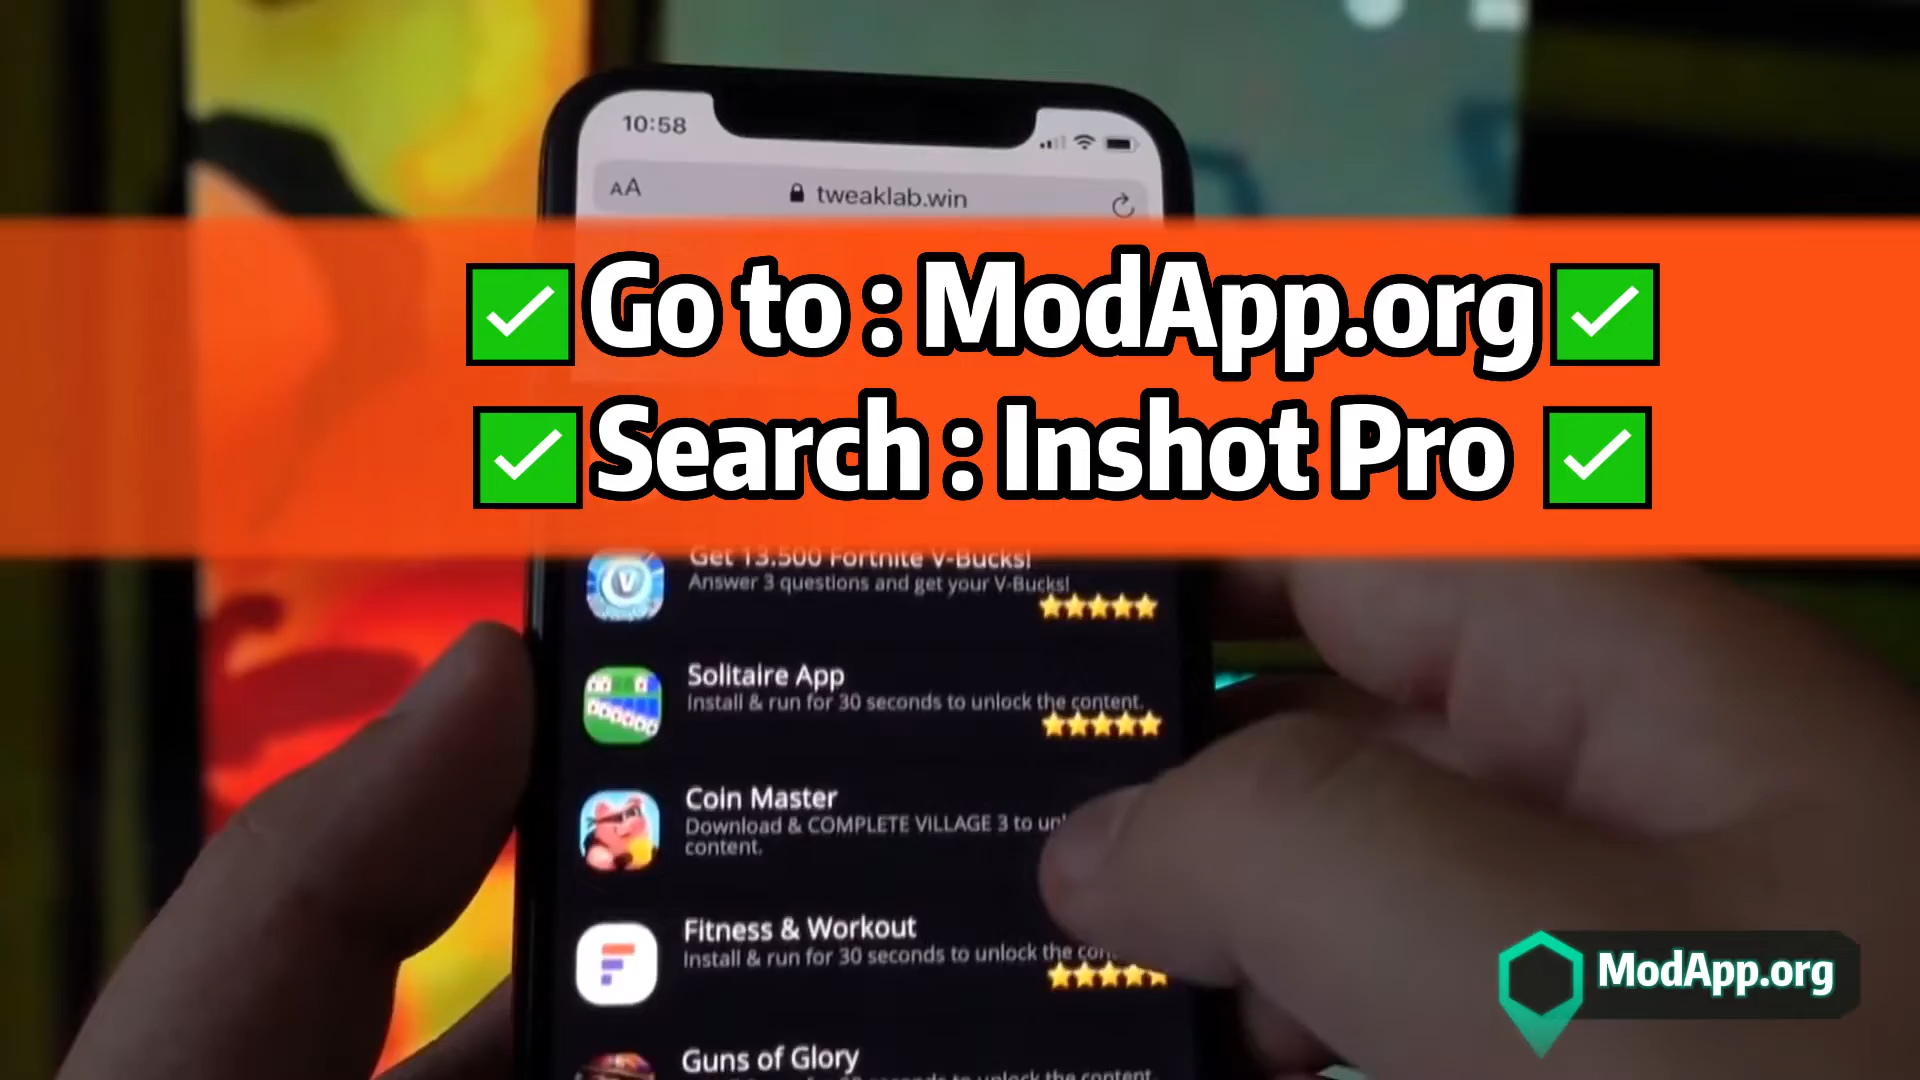 10:58
AA tweaklab.win
✅Go to : ModApp.org✅
✅Search : Inshot Pro ✅
Get 13.500 Fortnite V-Bucks!
Answer 3 questions and get your V-Bucks!
Solitaire App
Install & run for 30 seconds to unlock the content.
Coin Master
Download & COMPLETE VILLAGE 3 to
content.
Fitness & Workout
Install & run for 30 seconds to unlock the
ModApp.org
Guns of Glory